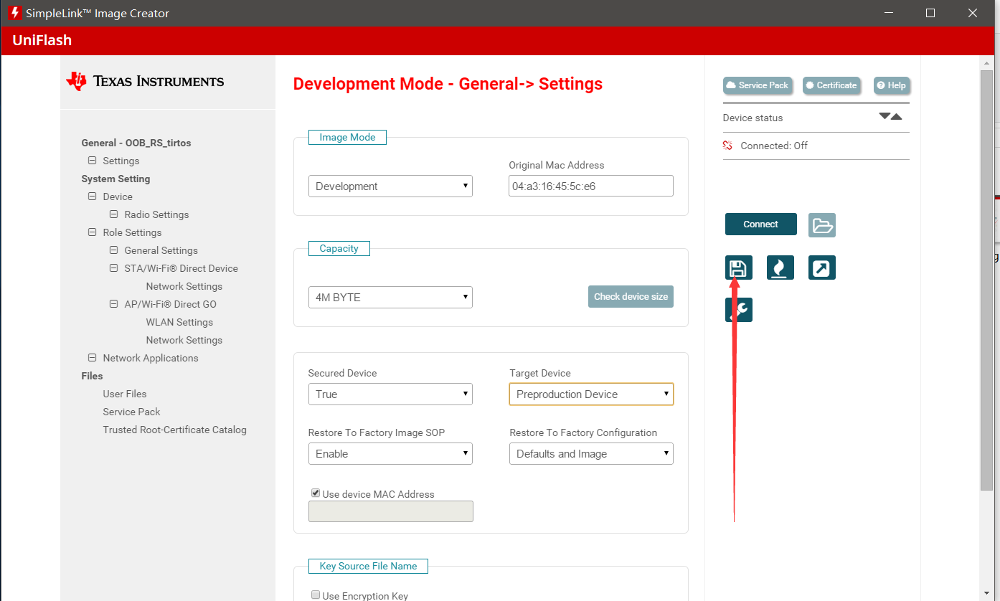 SimpleLink™ Image Creator
UniFlash
TEXAS INSTRUMENTS
General - OOB_RS_tirtos
Settings
System Setting
Device
Radio Settings
Role Settings
General Settings
STA/Wi-Fi® Direct Device
Network Settings
AP/Wi-Fi® Direct GO
WLAN Settings
Network Settings
Network Applications
Files
User Files
Service Pack
Trusted Root-Certificate Catalog
Development Mode - General-> Settings
Image Mode
Development
Original Mac Address
04:a3:16:45:5c:e6
Capacity
4M BYTE
Check device size
Secured Device
True
Target Device
Preproduction Device
Restore To Factory Image SOP
Enable
Restore To Factory Configuration
Defaults and Image
Use device MAC Address
Key Source File Name
Use Encryption Key
Service Pack
Certificate
Help
Device status
Connected: Off
Connect